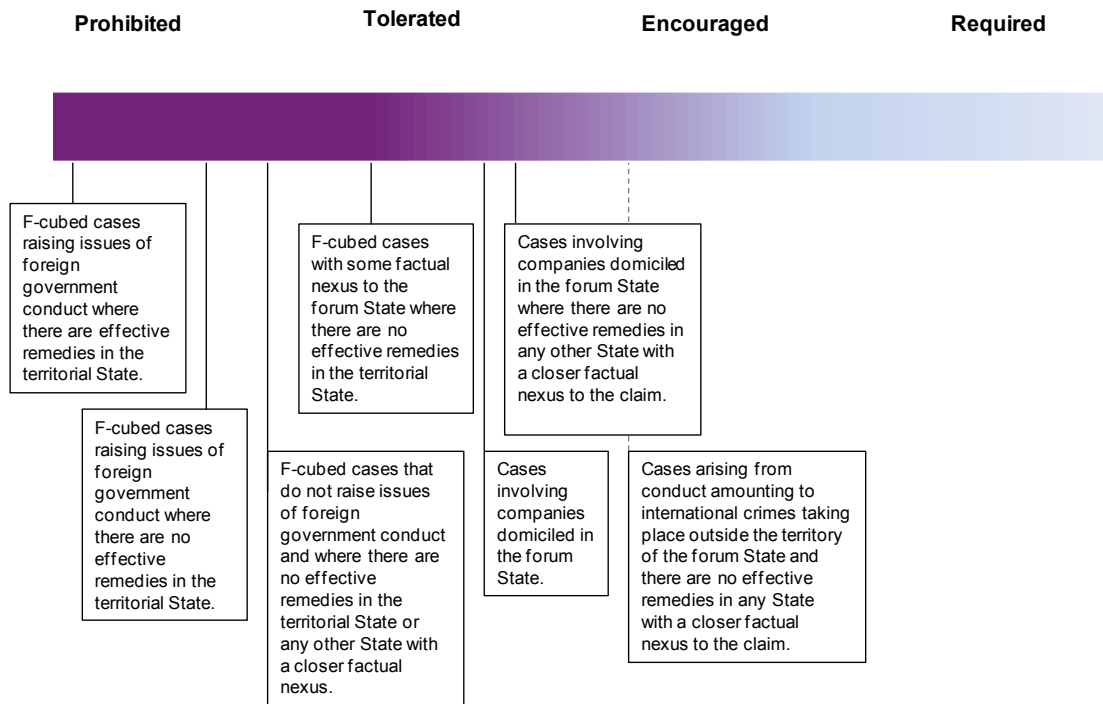 Prohibited
Tolerated
Encouraged
Required
F-cubed cases
raising issues of
foreign
government
conduct where
there are effective
remedies in the
territorial State.
F-cubed cases
raising issues of
foreign
government
conduct where
there are no
effective
remedies in the
territorial State.
F-cubed cases that
do not raise issues
of foreign
government conduct
and where there are
no effective
remedies in the
territorial State or
any other State with
a closer factual
nexus.
F-cubed cases
with some factual
nexus to the
forum State where
there are no
effective remedies
in the territorial
State.
Cases
involving
companies
domiciled in
the forum
State.
Cases involving
companies domiciled
in the forum State
where there are no
effective remedies in
any other State with
a closer factual
nexus to the claim.
Cases arising from
conduct amounting to
international crimes taking
place outside the territory
of the forum State and
there are no effective
remedies in any State
with a closer factual
nexus to the claim.